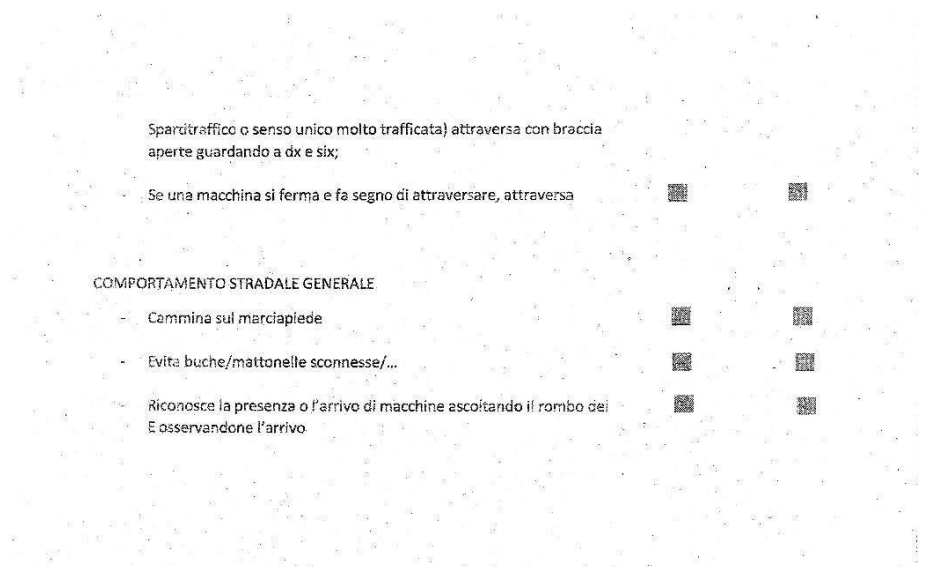 Spartitraffico o senso unico molto trafficata) attraversa con braccia
aperte guardando a dx e six;
- Se una macchina si ferma e fa segno di attraversare, attraversa
COMPORTAMENTO STRADALE GENERALE
- Cammina sul marciapiede
- Evita buche/mattonelle sconnesse/...
- Riconosce la presenza o l'arrivo di macchine ascoltando il rombo dei
E osservandone l'arrivo